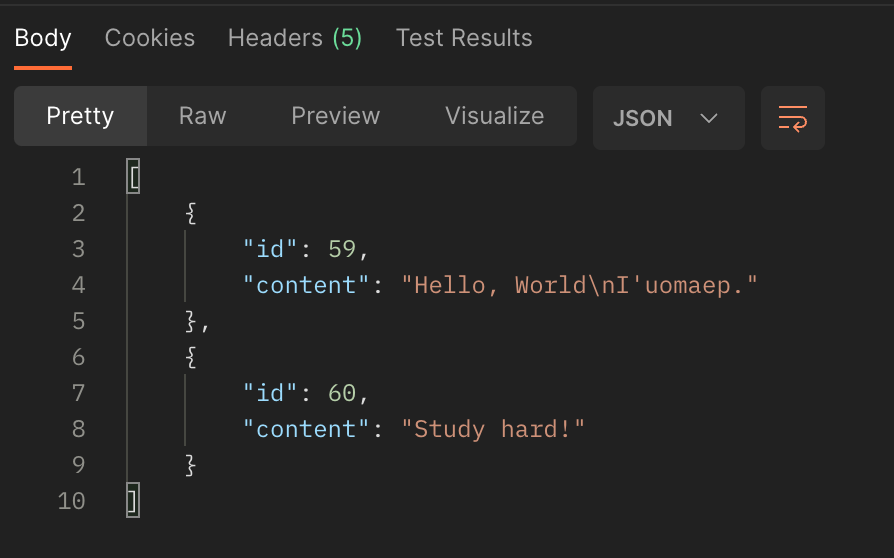 Body Cookies Headers (5) Test Results
Pretty Raw Preview Visualize JSON
1 [
2 {
3 "id": 59,
4 "content": "Hello, World\nI'uomaep."
5 },
6 {
7 "id": 60,
8 "content": "Study hard!"
9 }
10 ]